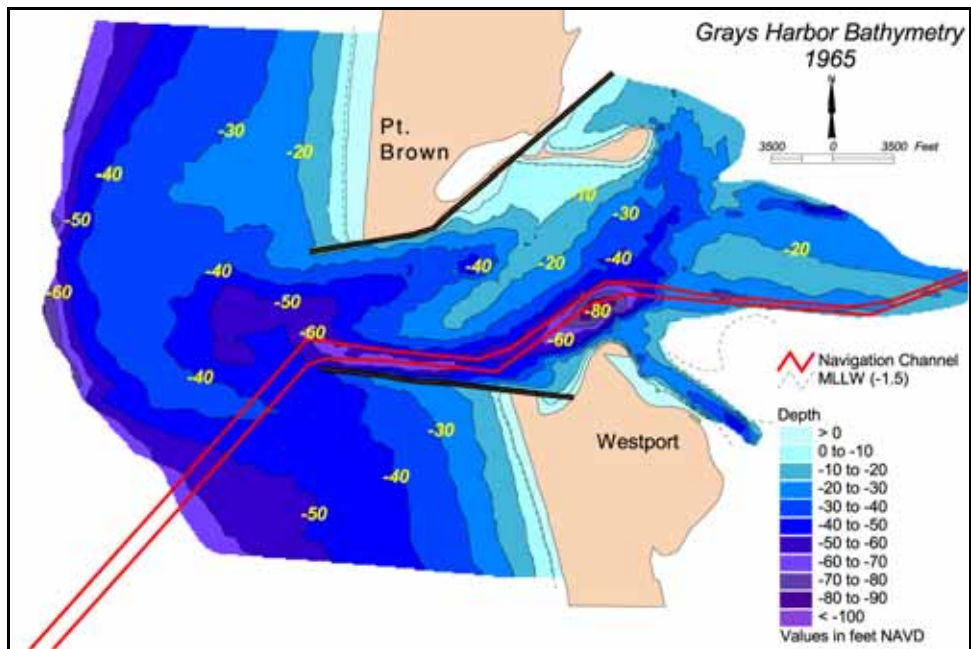 Grays Harbor Bathymetry
1965
N
3500 0 3500 Feet
Pt.
Brown
-30
-20
-40
-50
-60
-10
-30
-20
-40
-40
-20
-40
-50
-60
-80
-60
-40
-30
-40
-50
Westport
Navigation Channel
MLLW (-1.5)
Depth
> 0
0 to -10
-10 to -20
-20 to -30
-30 to -40
-40 to -50
-50 to -60
-60 to -70
-70 to -80
-80 to -90
< -100
Values in feet NAVD